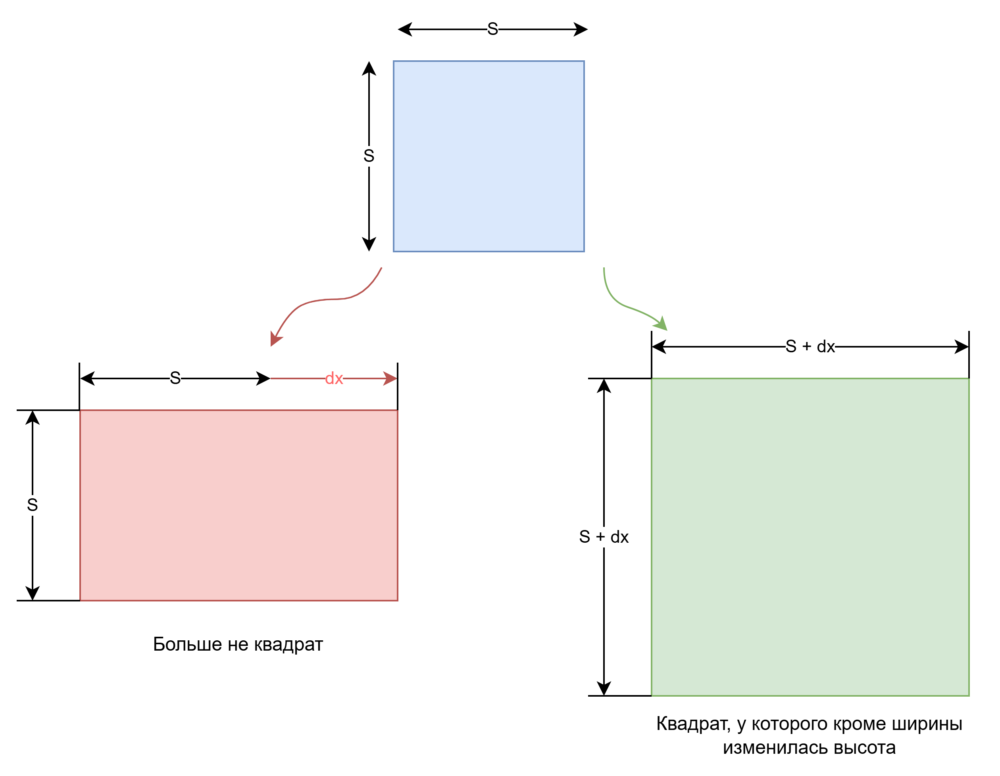 S
S
S + dx
S
dx
S
S + dx
Больше не квадрат
Квадрат, у которого кроме ширины
изменилась высота